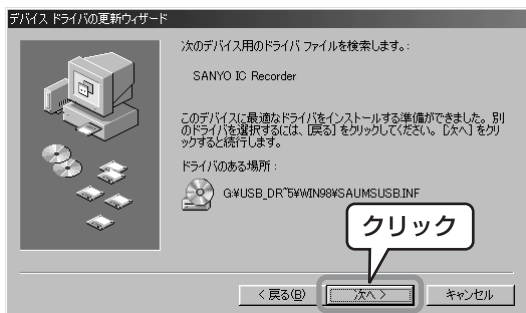 デバイス ドライバの更新ウィザード
次のデバイス用のドライバ ファイルを検索します。:
SANYO IC Recorder
このデバイスに最適なドライバをインストールする準備ができました。別
のドライバを選択するには、[戻る] をクリックしてください。[次へ] をクリ
ックすると続行します。
ドライバのある場所 :
G:¥USB_DR~5¥WIN98¥SAUMSUSB.INF
クリック
< 戻る(B)
次へ >
キャンセル